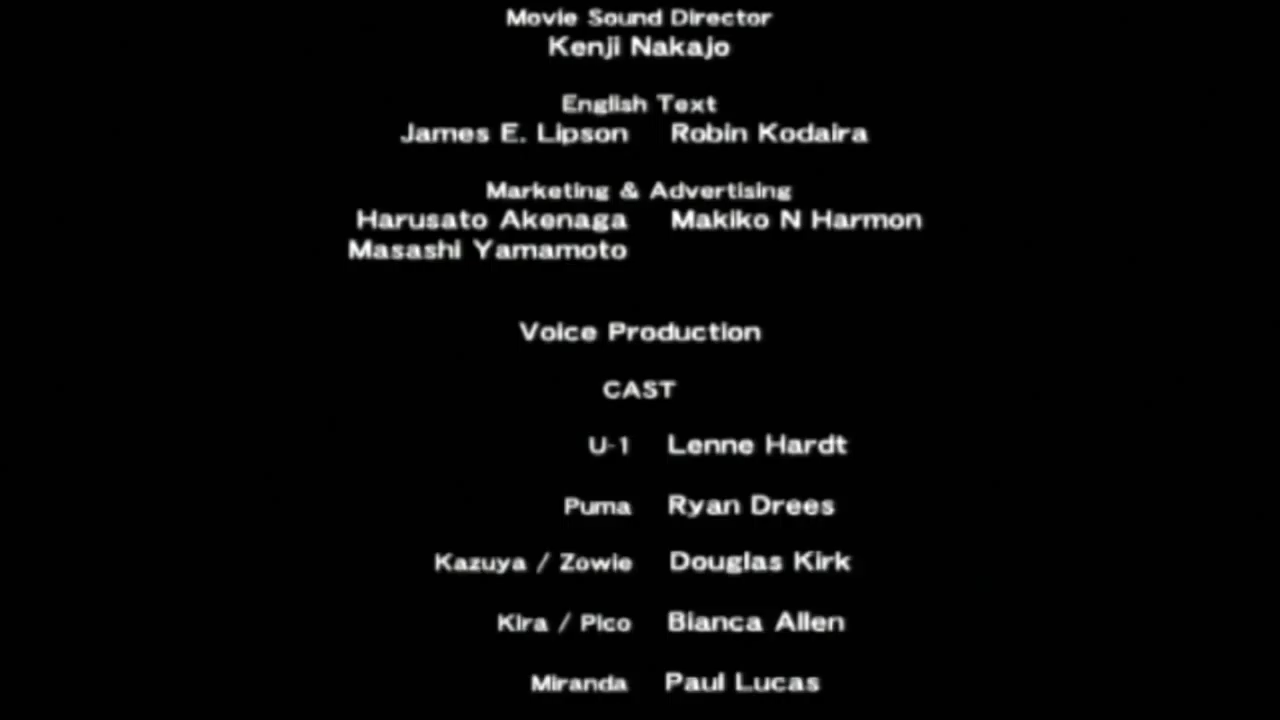 Movie Sound Director
Kenji Nakajo
English Text
James E. Lipson Robin Kodaira
Marketing & Advertising
Harusato Akenaga Makiko N Harmon
Masashi Yamamoto
Voice Production
CAST
U-1 Lenne Hardt
Puma Ryan Drees
Kazuya / Zowie Douglas Kirk
Kira / Pico Bianca Allen
Miranda Paul Lucas